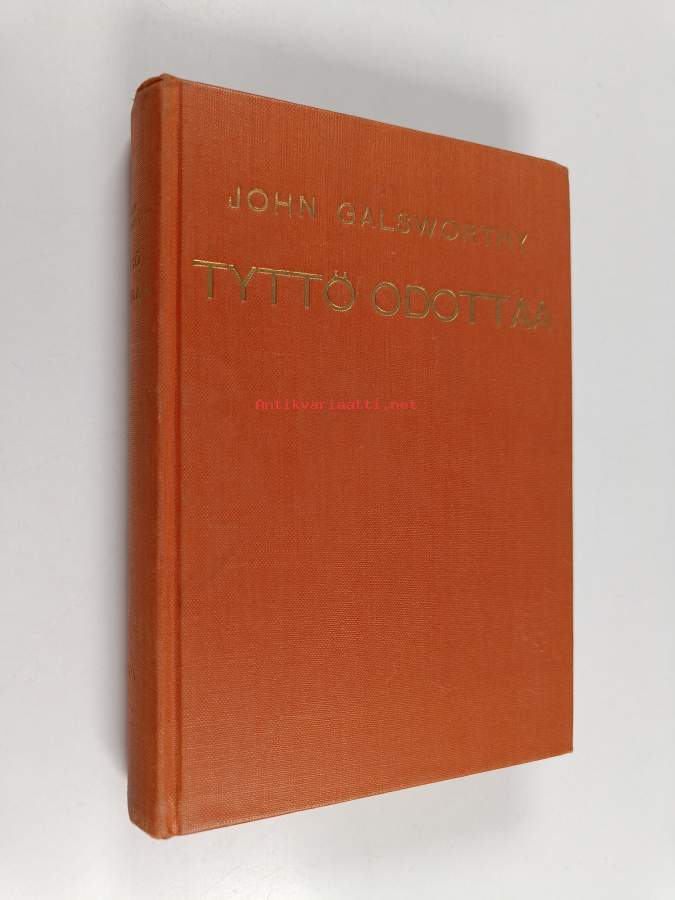 JOHN GALSWORTHY
TYTTÖ ODOTTAA
Antikvariaatti.net